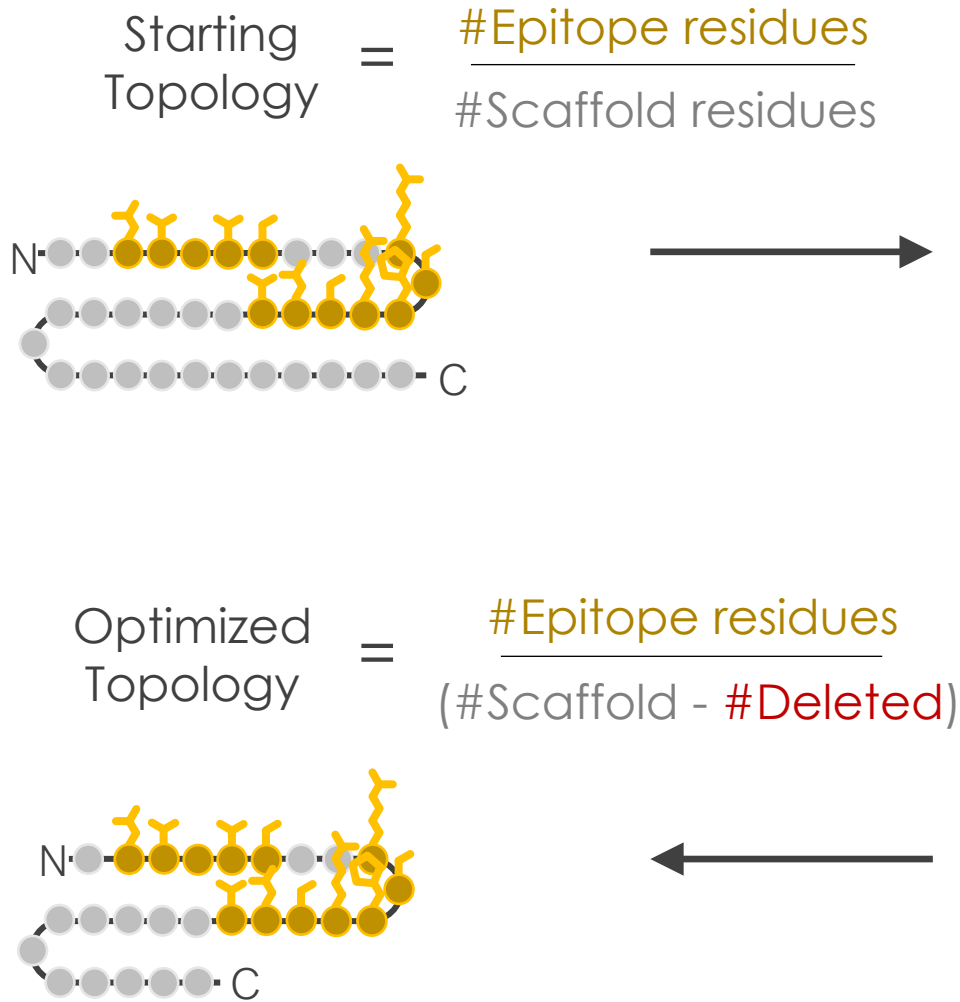 Starting
Topology
=
#Epitope residues
#Scaffold residues
N
C
Optimized
Topology
=
#Epitope residues
(#Scaffold - #Deleted)
N
C